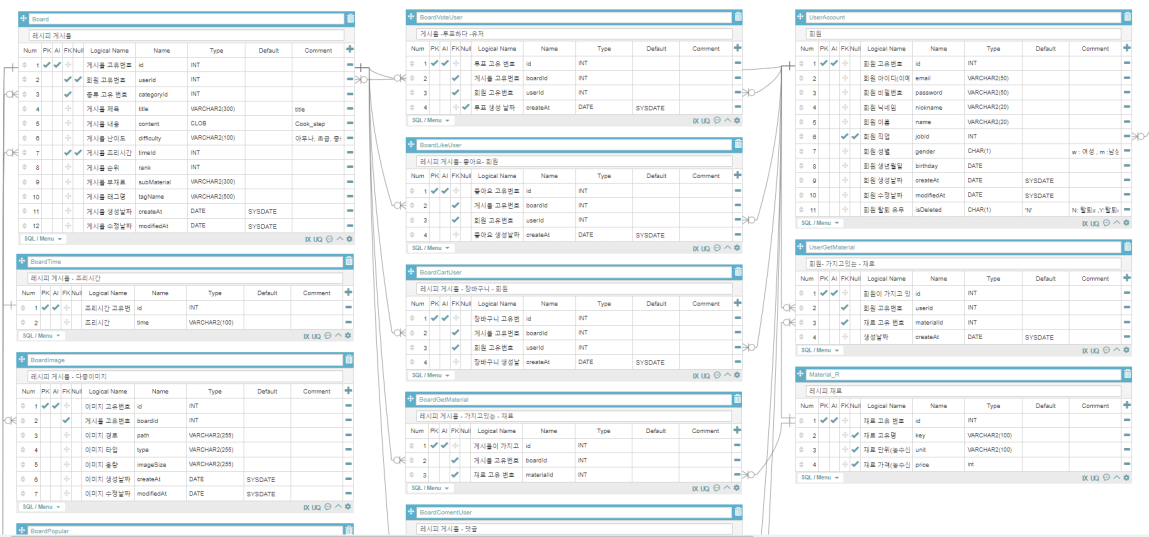 Board
레시피 게시물
Num PK AI FK Null Logical Name Name Type Default Comment
1 게시물 고유번호 id INT
2 회원 고유번호 userId INT
3 종류 고유 번호 categoryId INT
4 게시물 제목 title VARCHAR2(300) title
5 게시물 내용 content CLOB Cook_step
6 게시물 난이도 difficulty VARCHAR2(100) 아무나, 초급, 중
7 게시물 조리시간 timeId INT
8 게시물 순위 rank INT
9 게시물 부재료 subMaterial VARCHAR2(300)
10 게시물 태그명 tagName VARCHAR2(500)
11 게시물 생성날짜 createAt DATE SYSDATE
12 게시물 수정날짜 modifiedAt DATE SYSDATE
SQL / Menu IX UQ
BoardTime
레시피 게시물 - 조리시간
Num PK AI FK Null Logical Name Name Type Default Comment
1 조리시간 고유번 id INT
2 조리시간 time VARCHAR2(100)
SQL / Menu IX UQ
BoardImage
레시피 게시물 - 다중이미지
Num PK AI FK Null Logical Name Name Type Default Comment
1 이미지 고유번호 id INT
2 게시물 고유번호 boardId INT
3 이미지 경로 path VARCHAR2(255)
4 이미지 타입 type VARCHAR2(255)
5 이미지 용량 imageSize VARCHAR2(255)
6 이미지 생성날짜 createAt DATE SYSDATE
7 이미지 수정날짜 modifiedAt DATE SYSDATE
SQL / Menu IX UQ
BoardPopular
BoardVoteUser
게시물 -투표하다 -유저
Num PK AI FK Null Logical Name Name Type Default Comment
1 투표 고유 번호 id INT
2 게시물 고유번호 boardId INT
3 회원 고유번호 userId INT
4 투표 생성 날짜 createAt DATE SYSDATE
SQL / Menu IX UQ
BoardLikeUser
레시피 게시물- 좋아요- 회원
Num PK AI FK Null Logical Name Name Type Default Comment
1 좋아요 고유번호 id INT
2 게시물 고유번호 boardId INT
3 회원 고유번호 userId INT
4 좋아요 생성날짜 createAt DATE SYSDATE
SQL / Menu IX UQ
BoardCartUser
레시피 게시물 - 장바구니 - 회원
Num PK AI FK Null Logical Name Name Type Default Comment
1 장바구니 고유번 id INT
2 게시물 고유번호 boardId INT
3 회원 고유번호 userId INT
4 장바구니 생성날 createAt DATE SYSDATE
SQL / Menu IX UQ
BoardGetMaterial
레시피 게시물 - 가지고있는 - 재료
Num PK AI FK Null Logical Name Name Type Default Comment
1 게시물이 가지고 id INT
2 게시물 고유번호 boardId INT
3 재료 고유 번호 materialId INT
SQL / Menu IX UQ
BoardComentUser
레시피 게시물 - 댓글
UserAccount
회원
Num PK AI FK Null Logical Name Name Type Default Comment
1 회원 고유번호 id INT
2 회원 아이디(이메 email VARCHAR2(50)
3 회원 비밀번호 password VARCHAR2(50)
4 회원 닉네임 nickname VARCHAR2(20)
5 회원 이름 name VARCHAR2(20)
6 회원 직업 jobId INT
7 회원 성별 gender CHAR(1) w : 여성 , m :남성
8 회원 생년월일 birthday DATE
9 회원 생성날짜 createAt DATE SYSDATE
10 회원 수정날짜 modifiedAt DATE SYSDATE
11 회원 탈퇴 유무 isDeleted CHAR(1) 'N' N: 탈퇴x ,Y:탈퇴
SQL / Menu IX UQ
UserGetMaterial
회원- 가지고있는 - 재료
Num PK AI FK Null Logical Name Name Type Default Comment
1 회원이 가지고 있 id INT
2 회원 고유번호 userId INT
3 재료 고유 번호 materialId INT
4 생성날짜 createAt DATE SYSDATE
SQL / Menu IX UQ
Material_R
레시피 재료
Num PK AI FK Null Logical Name Name Type Default Comment
1 재료 고유 번호 id INT
2 재료 고유명 key VARCHAR2(100)
3 재료 단위(농수산 unit VARCHAR2(100)
4 재료 가격(농수산 price int
SQL / Menu IX UQ